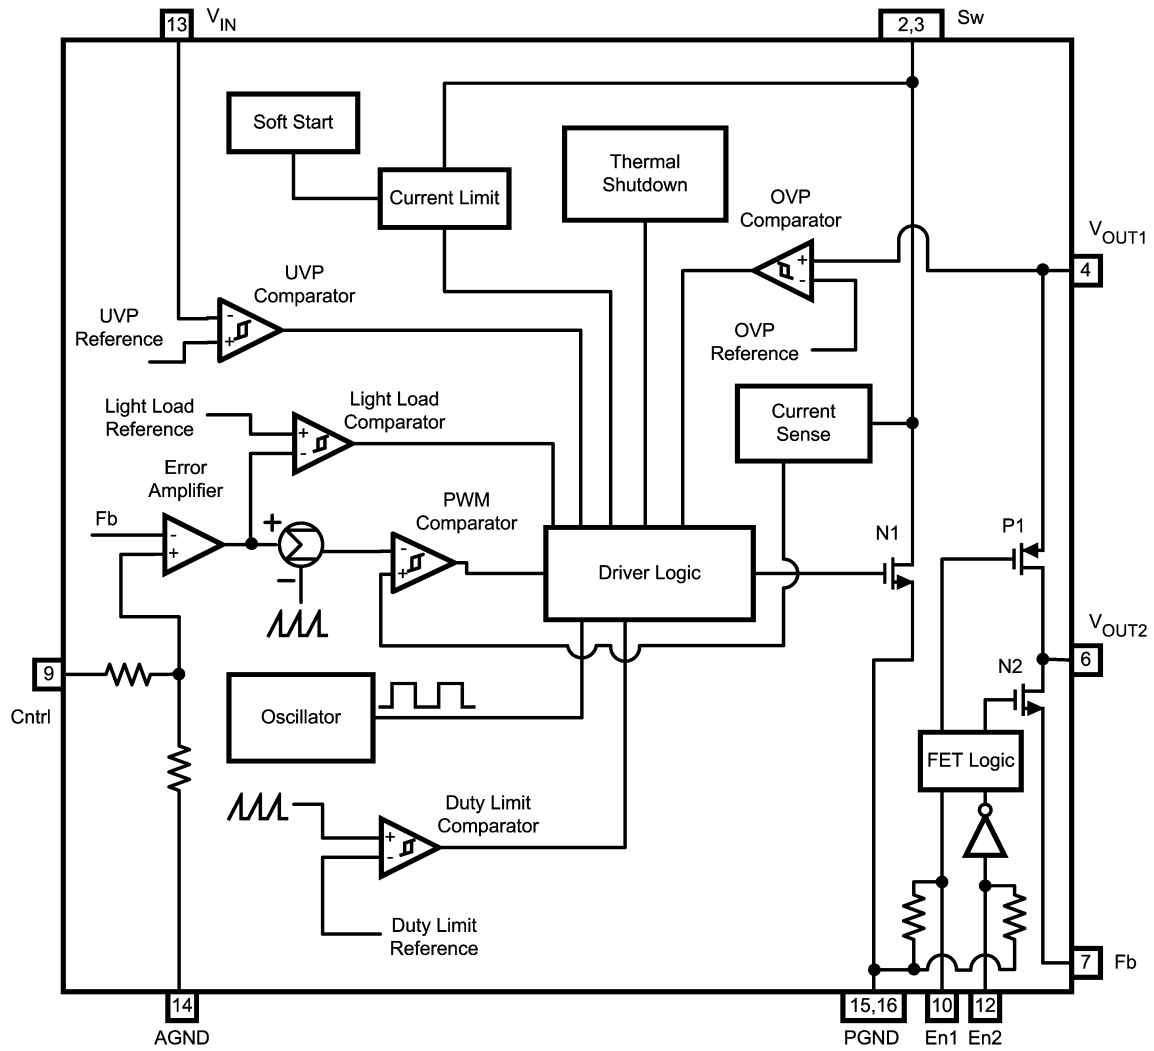 13
VIN
2,3
Sw
Soft Start
Thermal
Shutdown
Current Limit
OVP
Comparator
+
-
VOUT1
4
UVP
Comparator
UVP
Reference
-
+
OVP
Reference
Light Load
Reference
Light Load
Comparator
+
-
Current
Sense
Error
Amplifier
Fb
-
+
+
−
PWM
Comparator
-
+
Driver Logic
N1
P1
VOUT2
6
N2
9
Cntrl
Oscillator
FET Logic
Duty Limit
Comparator
+
-
Duty Limit
Reference
7
Fb
14
AGND
15,16
PGND
10
En1
12
En2